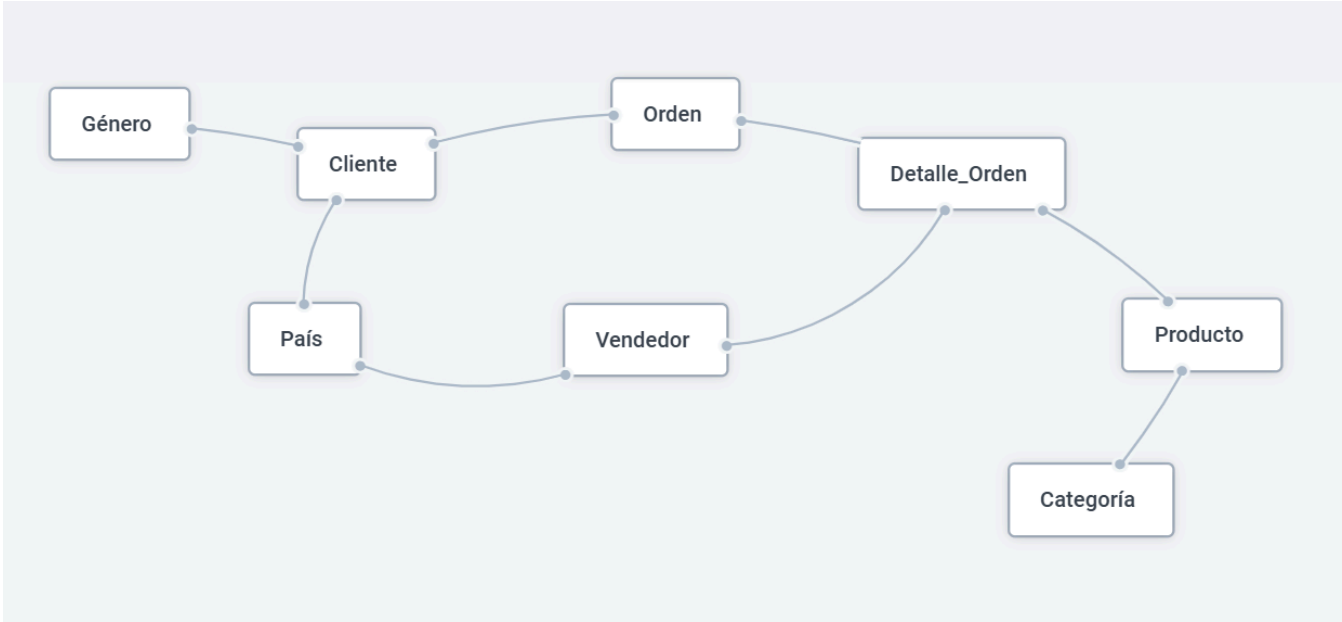 Género
Cliente
Orden
Detalle_Orden
País
Vendedor
Producto
Categoría